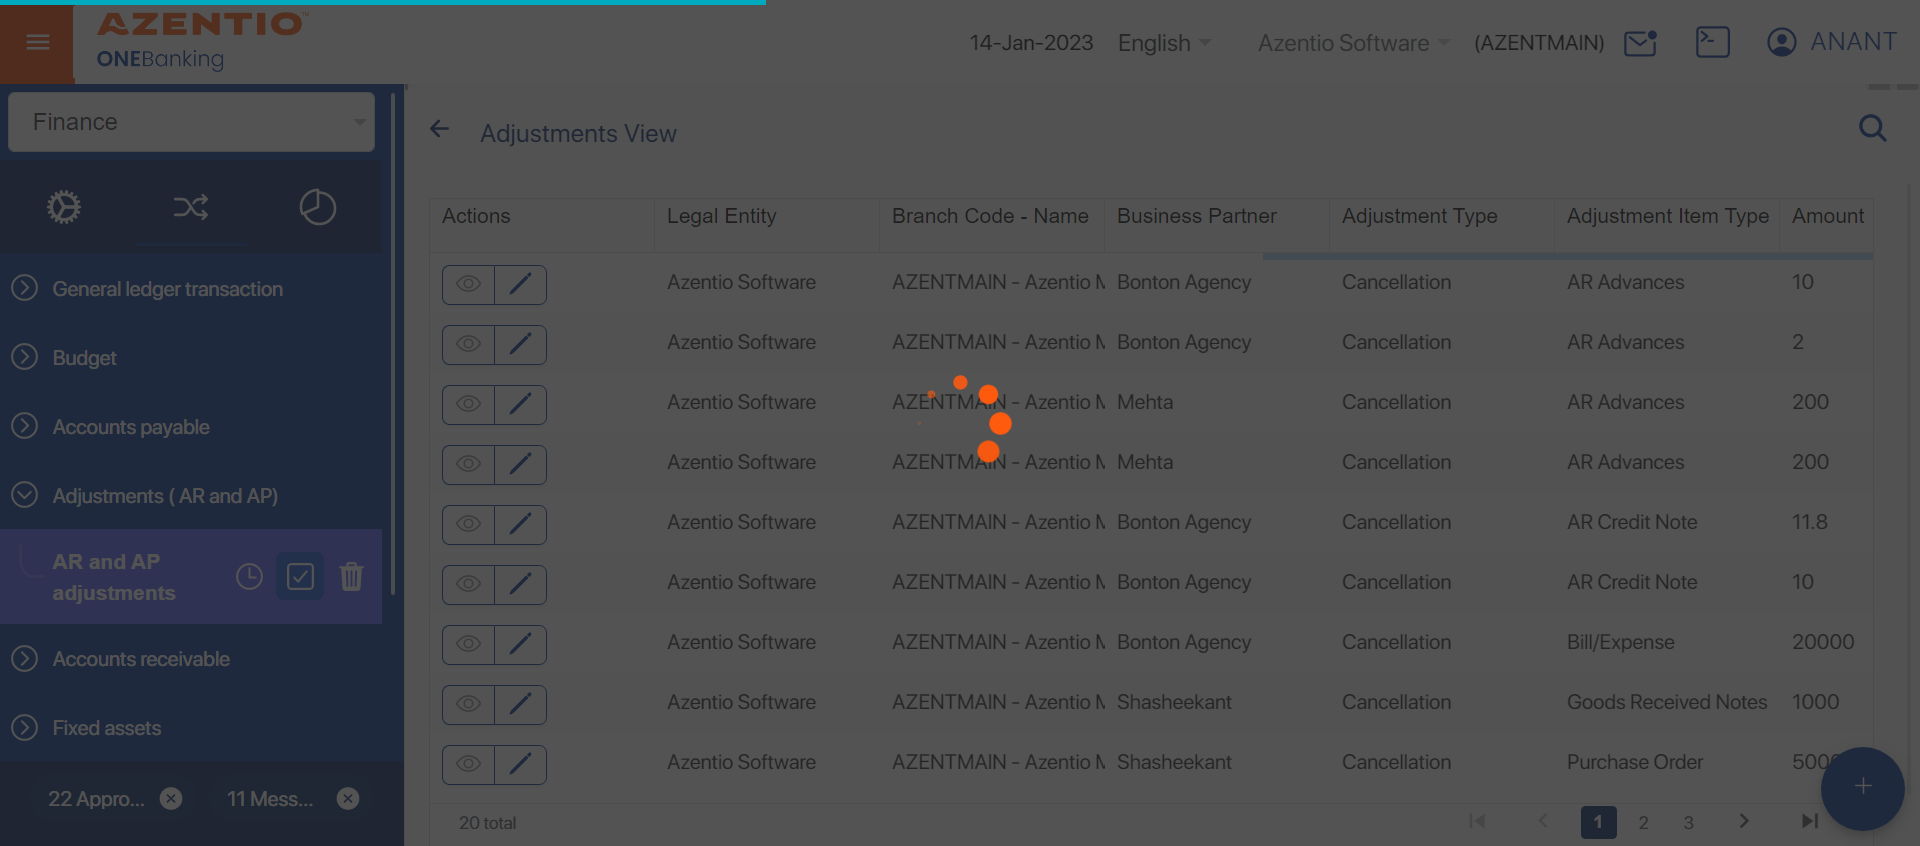 AZENTIO™
ONEBanking
14-Jan-2023 English Azentio Software (AZENTMAIN) ANANT
Finance
General ledger transaction
Budget
Accounts payable
Adjustments ( AR and AP)
AR and AP
adjustments
Accounts receivable
Fixed assets
22 Appro... 11 Mess...
Adjustments View
Actions Legal Entity Branch Code - Name Business Partner Adjustment Type Adjustment Item Type Amount
Azentio Software AZENTMAIN - Azentio Bonton Agency Cancellation AR Advances 10
Azentio Software AZENTMAIN - Azentio Bonton Agency Cancellation AR Advances 2
Azentio Software AZENTMAIN - Azentio Mehta Cancellation AR Advances 200
Azentio Software AZENTMAIN - Azentio Mehta Cancellation AR Advances 200
Azentio Software AZENTMAIN - Azentio Bonton Agency Cancellation AR Credit Note 11.8
Azentio Software AZENTMAIN - Azentio Bonton Agency Cancellation AR Credit Note 10
Azentio Software AZENTMAIN - Azentio Bonton Agency Cancellation Bill/Expense 20000
Azentio Software AZENTMAIN - Azentio Shasheekant Cancellation Goods Received Notes 1000
Azentio Software AZENTMAIN - Azentio Shasheekant Cancellation Purchase Order
20 total 1 2 3